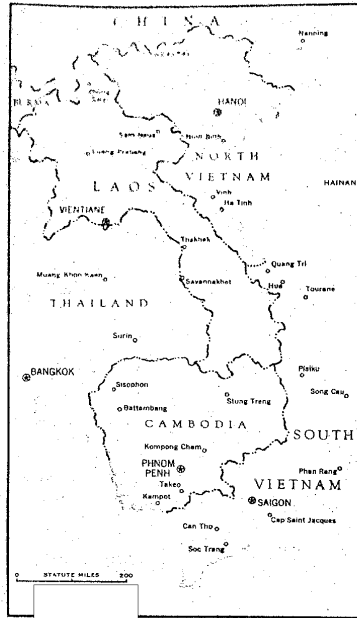 CHINA
Nanning
BURMA
HANOI
Sam Neua
Ninh Binh
Luang Prabang
NORTH
VIETNAM
LAOS
HAINAN
Vinh
Ha Tinh
VIENTIANE
Thakhek
Quang Tri
Muang Khon Kaen
Savannakhet
Hue
Tourane
THAILAND
Surin
BANGKOK
Pleiku
Sisophon
Stung Treng
Song Cau
Battambang
CAMBODIA
SOUTH
Kompong Cham
PHNOM
PENH
Phan Rang
Takeo
VIETNAM
Kampot
SAIGON
Cap Saint Jacques
Can Tho
Soc Trang
0 STATUTE MILES 200